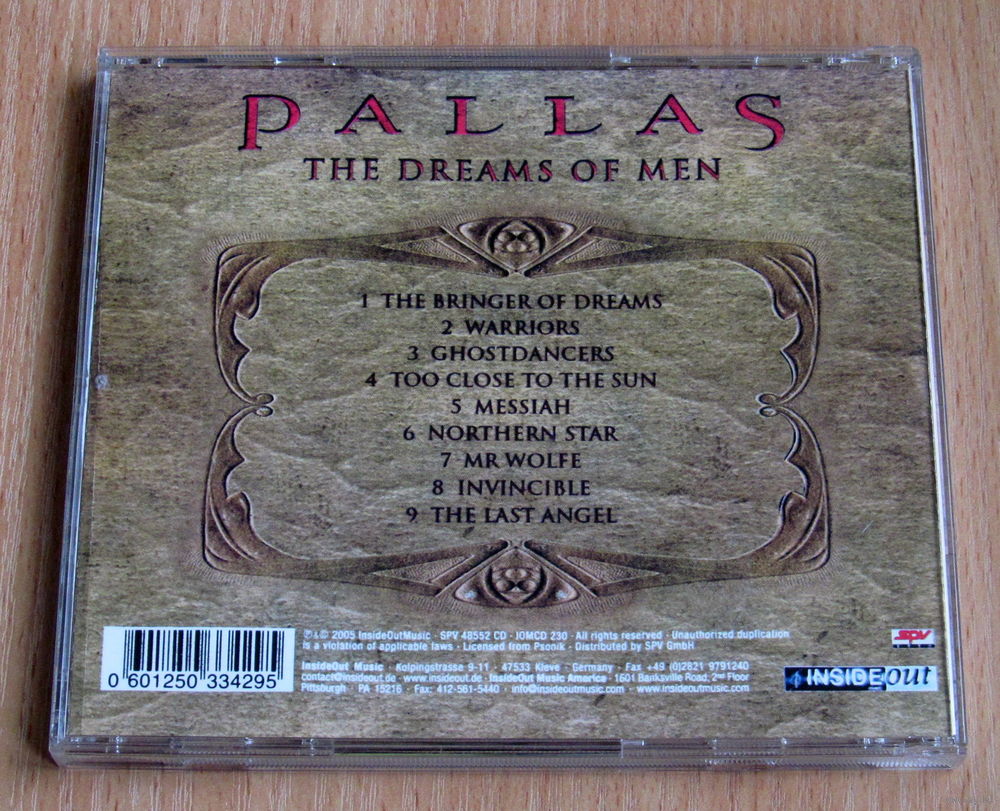 PALLAS
THE DREAMS OF MEN
1 THE BRINGER OF DREAMS
2 WARRIORS
3 GHOSTDANCERS
4 TOO CLOSE TO THE SUN
5 MESSIAH
6 NORTHERN STAR
7 MR WOLFE
8 INVINCIBLE
9 THE LAST ANGEL
℗&© 2005 InsideOutMusic · SPV 48552 CD · IOMCD 230 · All rights reserved · Unauthorized duplication
is a violation of applicable laws · Licensed from Psonik · Distributed by SPV GmbH
InsideOut Music · Kolpingstrasse 9-11 · 47533 Kleve · Germany · Fax +49 (0)2821 9791240
contact@insideout.de · www.insideout.de · InsideOut Music America · 1601 Banksville Road, 2nd Floor
Pittsburgh · PA 15216 · Fax: 412-561-5440 · info@insideoutmusic.com · www.insideoutmusic.com
0 601250 334295
SPV
INSIDEOUT